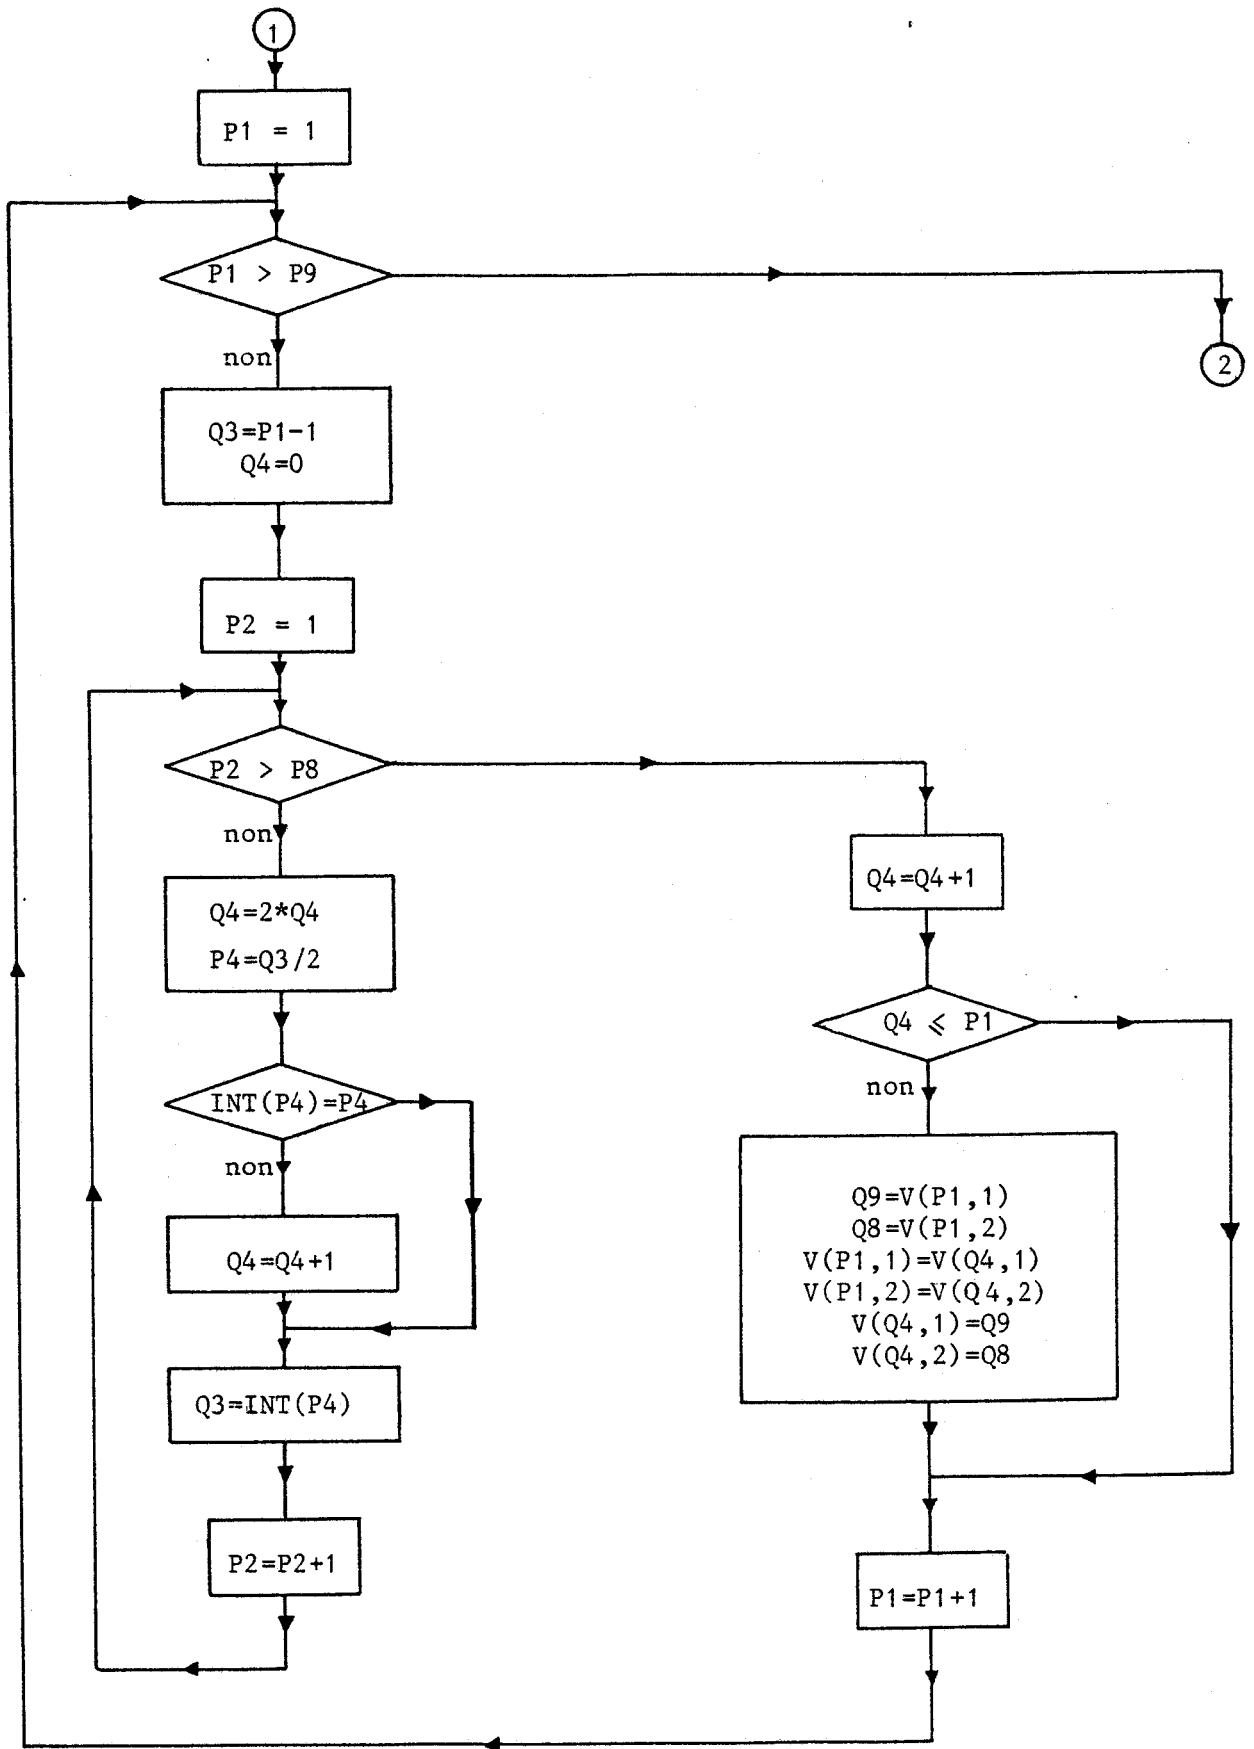 1
P1 = 1
P1 > P9
non
2
Q3=P1-1
Q4=0
P2 = 1
P2 > P8
non
Q4=2*Q4
P4=Q3/2
INT(P4)=P4
non
Q4=Q4+1
Q3=INT(P4)
P2=P2+1
Q4=Q4+1
Q4 ⩽ P1
non
Q9=V(P1,1)
Q8=V(P1,2)
V(P1,1)=V(Q4,1)
V(P1,2)=V(Q4,2)
V(Q4,1)=Q9
V(Q4,2)=Q8
P1=P1+1